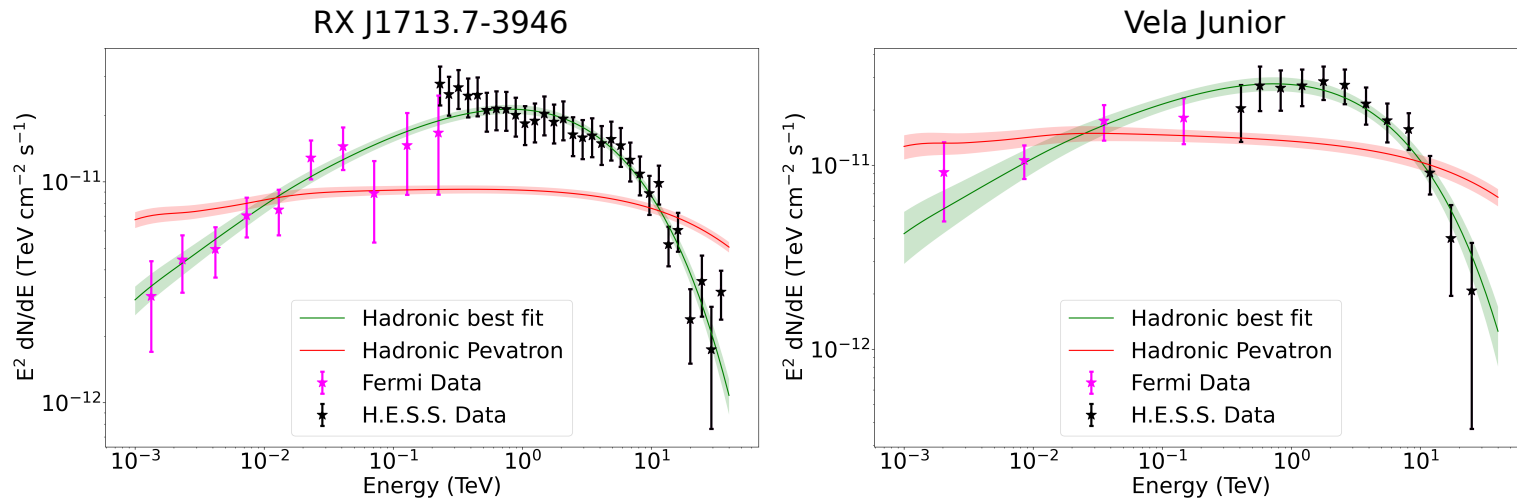 RX J1713.7-3946
E² dN/dE (TeV cm⁻² s⁻¹)
10⁻¹¹
10⁻¹²
Hadronic best fit
Hadronic Pevatron
Fermi Data
H.E.S.S. Data
10⁻³ 10⁻² 10⁻¹ 10⁰ 10¹
Energy (TeV)
Vela Junior
E² dN/dE (TeV cm⁻² s⁻¹)
10⁻¹¹
10⁻¹²
Hadronic best fit
Hadronic Pevatron
Fermi Data
H.E.S.S. Data
10⁻³ 10⁻² 10⁻¹ 10⁰ 10¹
Energy (TeV)